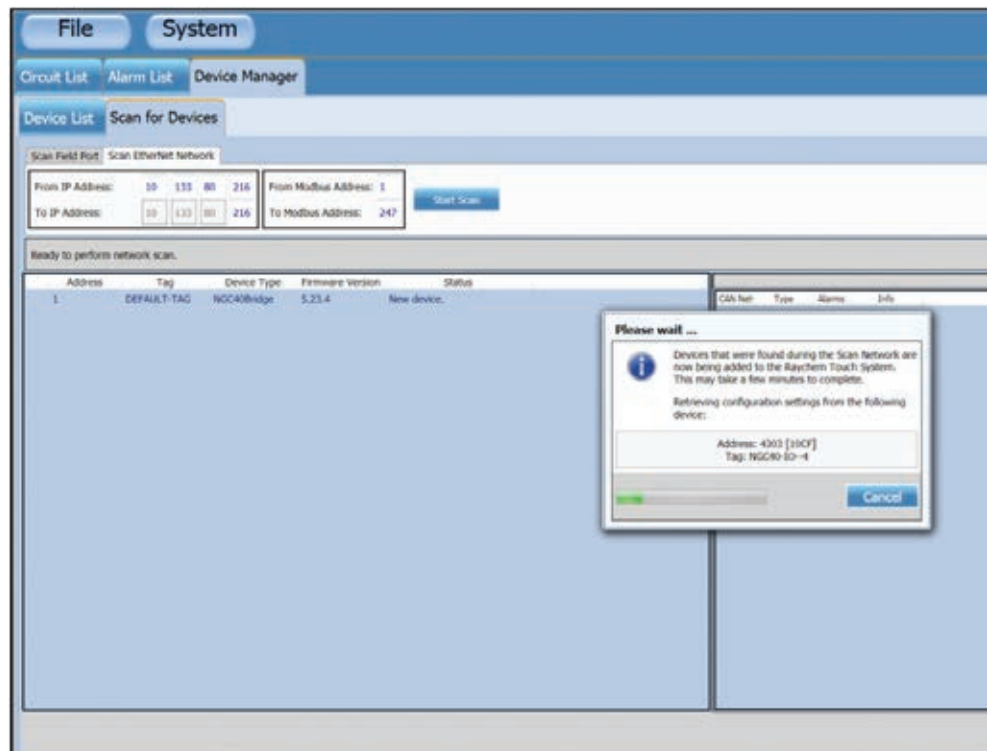 File System
Circuit List Alarm List Device Manager
Device List Scan for Devices
Scan Field Port Scan EtherNet Network
From IP Address: 10 133 80 216 From Modbus Address: 1
Start Scan
To IP Address: 10 133 80 216 To Modbus Address: 247
Ready to perform network scan.
Address Tag Device Type Firmware Version Status
1 DEFAULT-TAG NGC40Bridge 5.23.4 New device.
CAN Net Type Alarms Info
Please wait ...
Devices that were found during the Scan Network are
now being added to the Raychem Touch System.
This may take a few minutes to complete.
Retrieving configuration settings from the following
device:
Address: 4303 [10CF]
Tag: NGC40-IO--4
Cancel